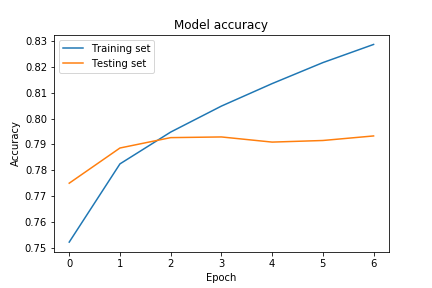 Model accuracy
Training set
Testing set
0.83
0.82
0.81
0.80
0.79
0.78
0.77
0.76
0.75
Accuracy
0 1 2 3 4 5 6
Epoch